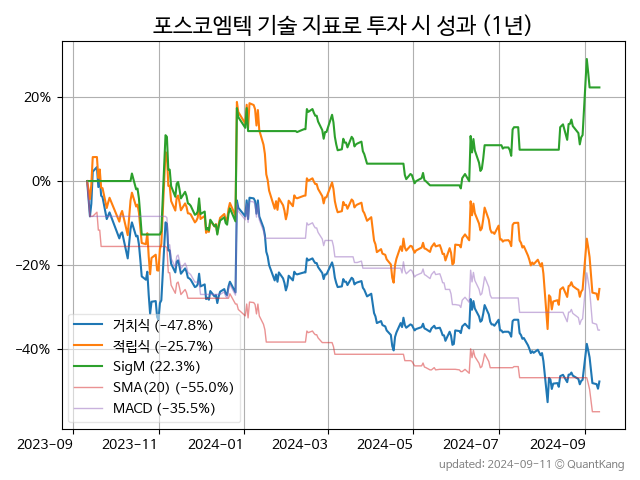 포스코엠텍 기술 지표로 투자 시 성과 (1년)
20%
0%
−20%
−40%
거치식 (−47.8%)
적립식 (−25.7%)
SigM (22.3%)
SMA(20) (−55.0%)
MACD (−35.5%)
2023-09
2023-11
2024-01
2024-03
2024-05
2024-07
2024-09
updated: 2024-09-11 © QuantKang